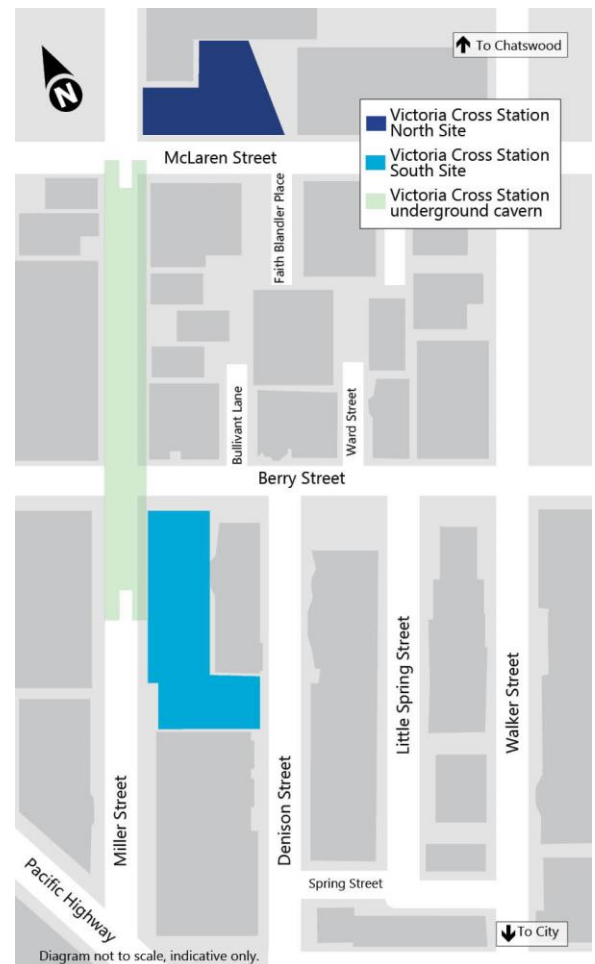 N
To Chatswood
Victoria Cross Station
North Site
Victoria Cross Station
South Site
Victoria Cross Station
underground cavern
McLaren Street
Faith Blandler Place
Bullivant Lane
Ward Street
Berry Street
Miller Street
Denison Street
Little Spring Street
Walker Street
Pacific Highway
Spring Street
To City
Diagram not to scale, indicative only.